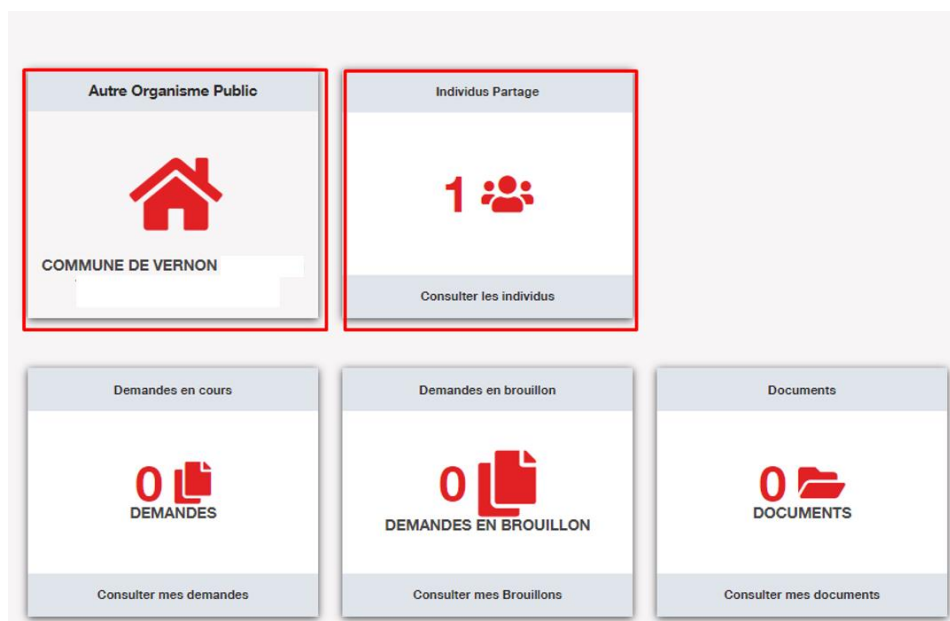 Autre Organisme Public
COMMUNE DE VERNON
Individus Partage
1
Consulter les individus
Demandes en cours
0
DEMANDES
Consulter mes demandes
Demandes en brouillon
0
DEMANDES EN BROUILLON
Consulter mes Brouillons
Documents
0
DOCUMENTS
Consulter mes documents